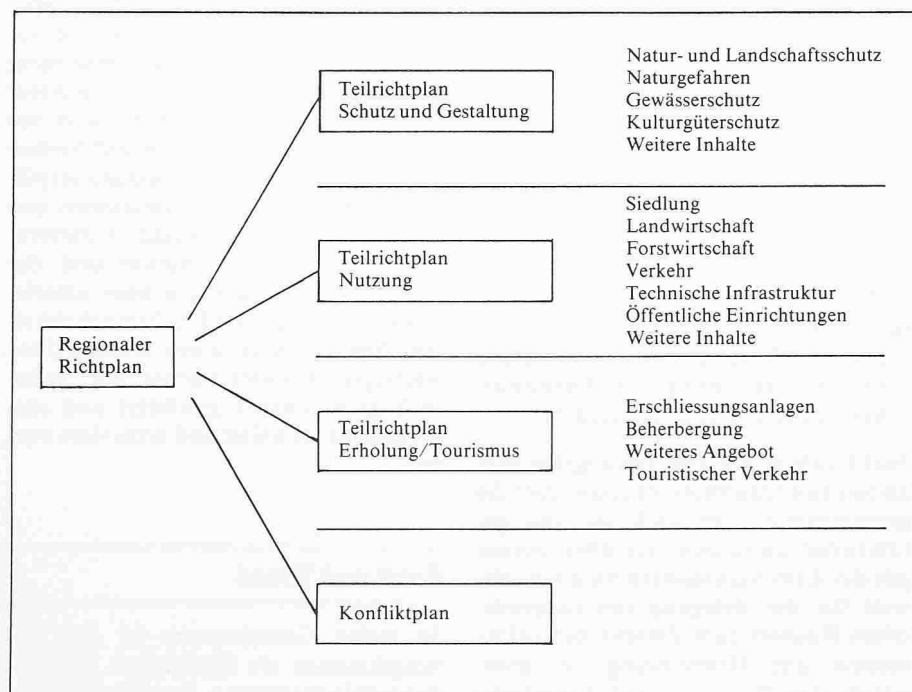 Teilrichtplan
Schutz und Gestaltung
Natur- und Landschaftsschutz
Naturgefahren
Gewässerschutz
Kulturgüterschutz
Weitere Inhalte
Teilrichtplan
Nutzung
Siedlung
Landwirtschaft
Forstwirtschaft
Verkehr
Technische Infrastruktur
Öffentliche Einrichtungen
Weitere Inhalte
Regionaler
Richtplan
Teilrichtplan
Erholung/Tourismus
Erschliessungsanlagen
Beherbergung
Weiteres Angebot
Touristischer Verkehr
Konfliktplan